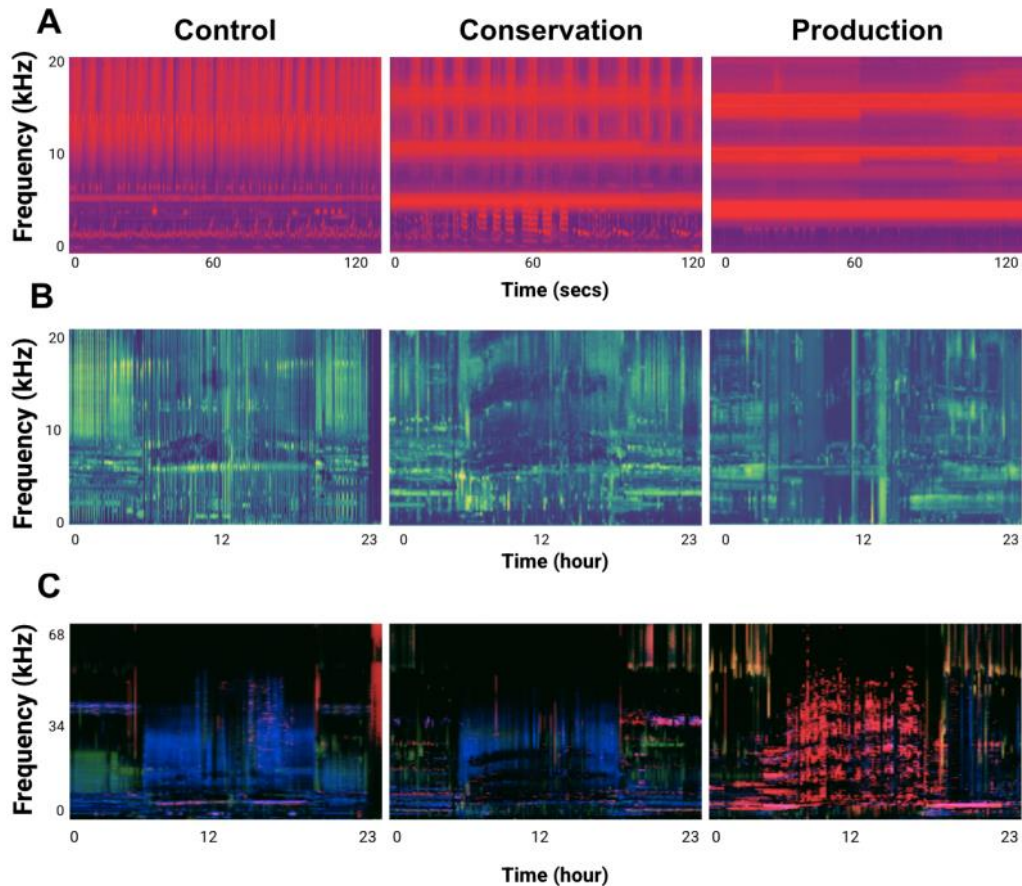 A Control Conservation Production
Frequency (kHz)
20
10
0
0 60 120 0 60 120 0 60 120
Time (secs)
B
Frequency (kHz)
20
10
0
0 12 23 0 12 23 0 12 23
Time (hour)
C
Frequency (kHz)
68
34
0
0 12 23 0 12 23 0 12 23
Time (hour)